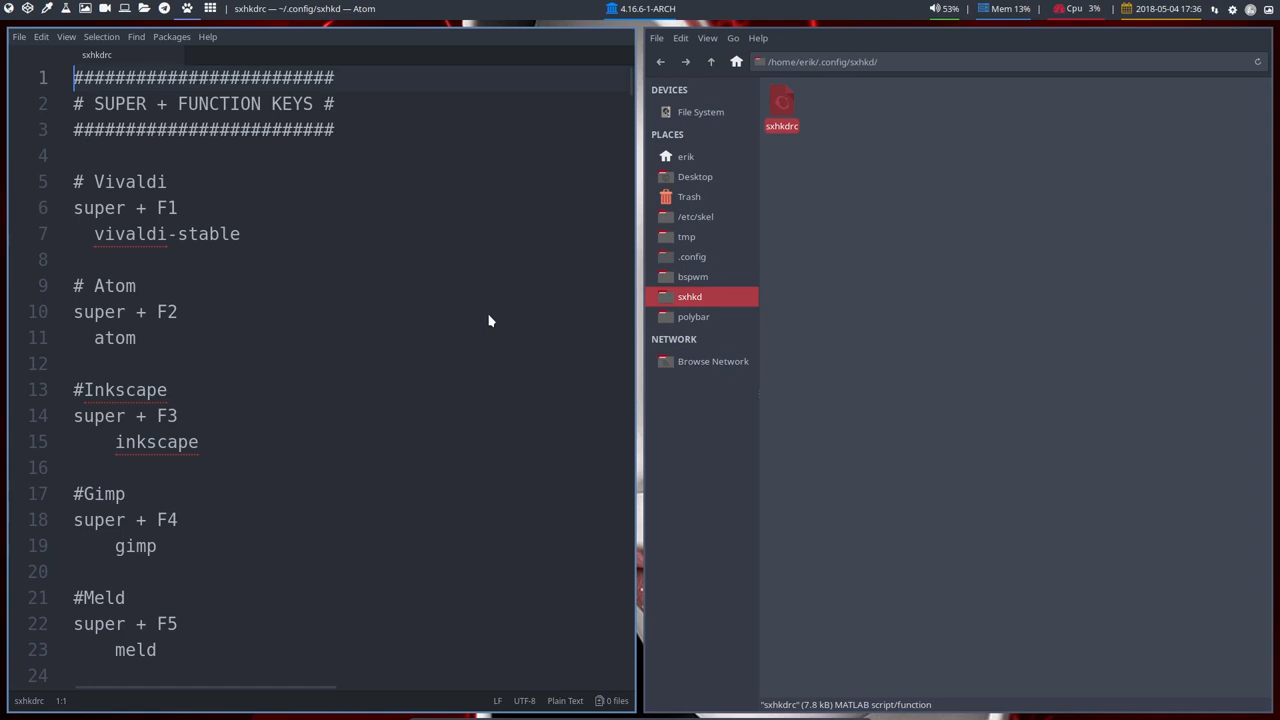 sxhkdrc — ~/.config/sxhkd — Atom
4.16.6-1-ARCH
53% | Mem 13% | Cpu 3% | 2018-05-04 17:36
File Edit View Selection Find Packages Help
sxhkdrc
1 #########################
2 # SUPER + FUNCTION KEYS #
3 #########################
4
5 # Vivaldi
6 super + F1
7 vivaldi-stable
8
9 # Atom
10 super + F2
11 atom
12
13 #Inkscape
14 super + F3
15 inkscape
16
17 #Gimp
18 super + F4
19 gimp
20
21 #Meld
22 super + F5
23 meld
24
sxhkdrc 1:1 LF UTF-8 Plain Text 0 files
File Edit View Go Help
/home/erik/.config/sxhkd/
DEVICES
File System
PLACES
erik
Desktop
Trash
/etc/skel
tmp
.config
bspwm
sxhkd
polybar
NETWORK
Browse Network
sxhkdrc
"sxhkdrc" (7.8 kB) MATLAB script/function